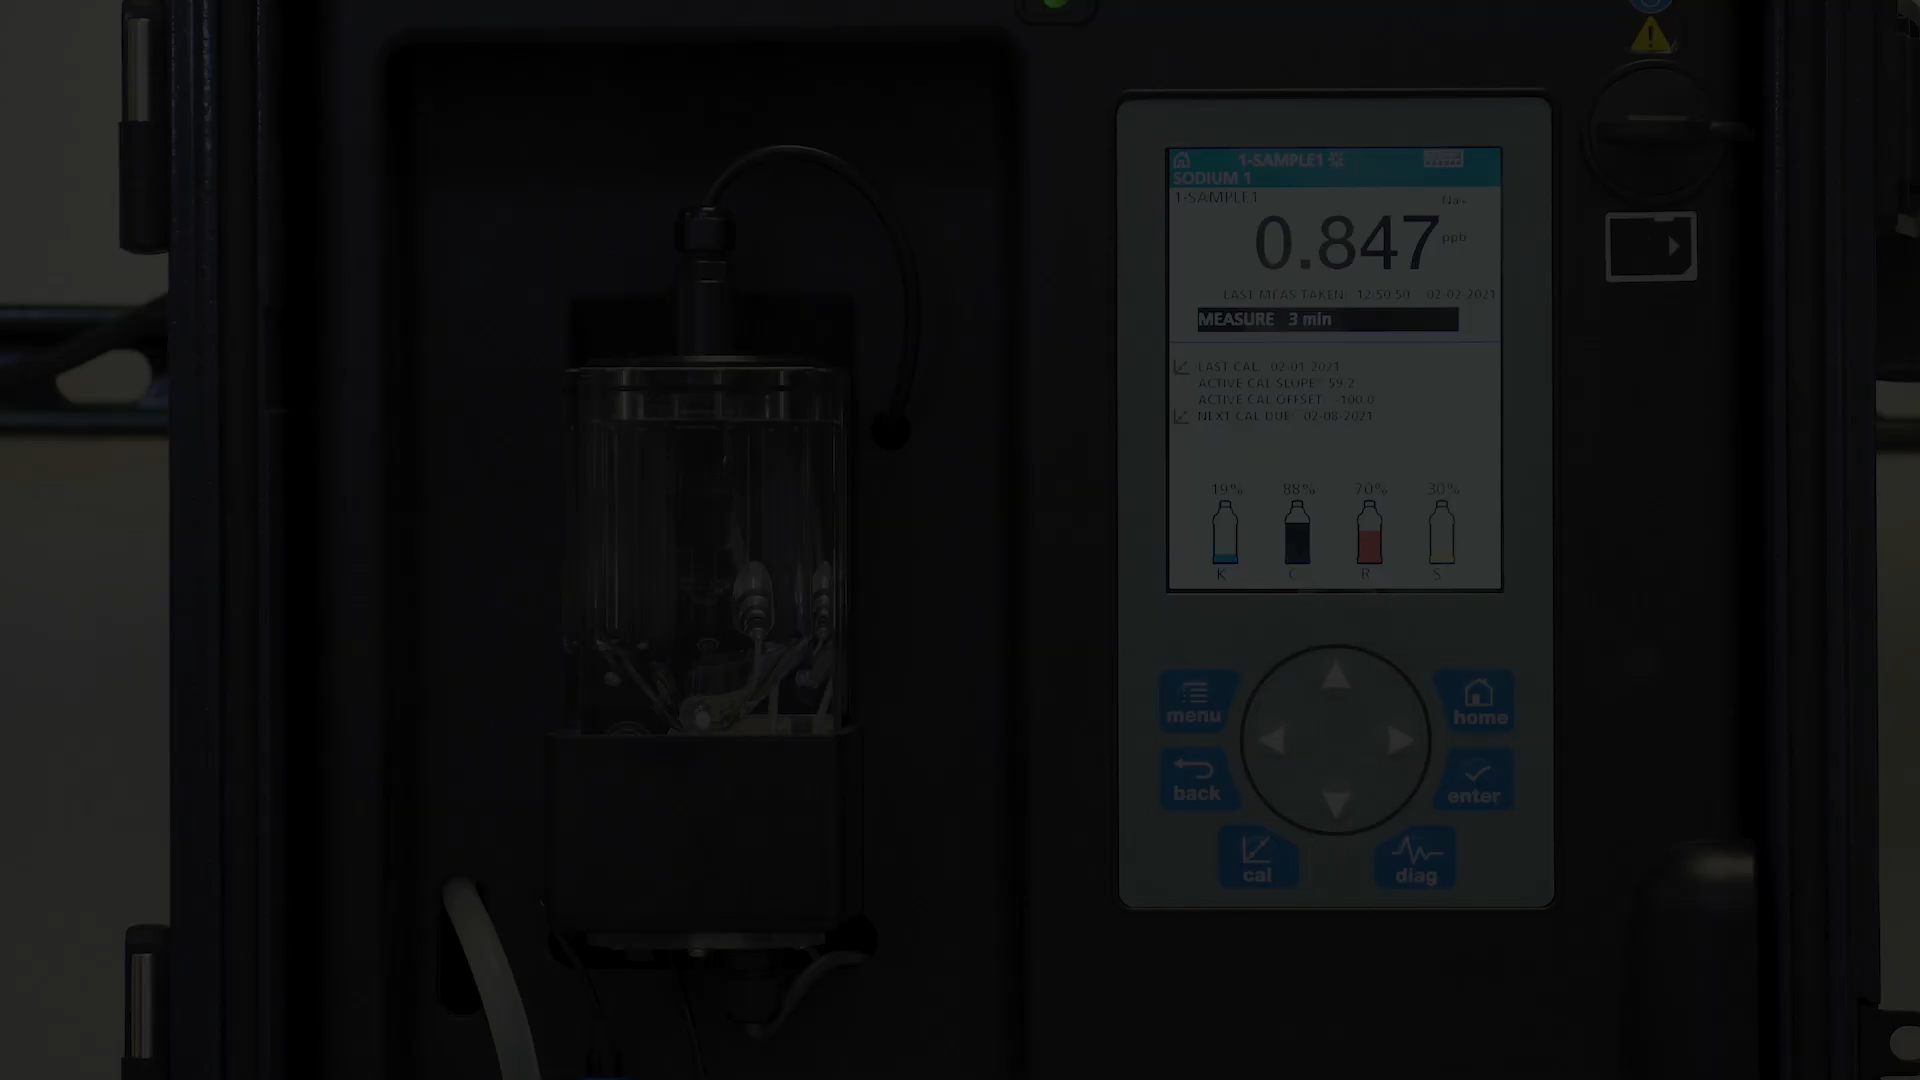 1-SAMPLE1
SODIUM 1
1-SAMPLE1
Na+
0.847 ppb
LAST MEAS TAKEN: 12:50:50 02-02-2021
MEASURE 3 min
LAST CAL: 02-01-2021
ACTIVE CAL SLOPE: 59.2
ACTIVE CAL OFFSET: -100.0
NEXT CAL DUE: 02-08-2021
19% 88% 70% 30%
K C R S
menu
home
back
enter
cal
diag